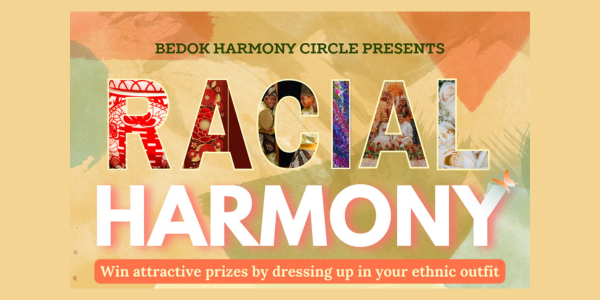 BEDOK HARMONY CIRCLE PRESENTS
RACIAL
HARMONY
Win attractive prizes by dressing up in your ethnic outfit